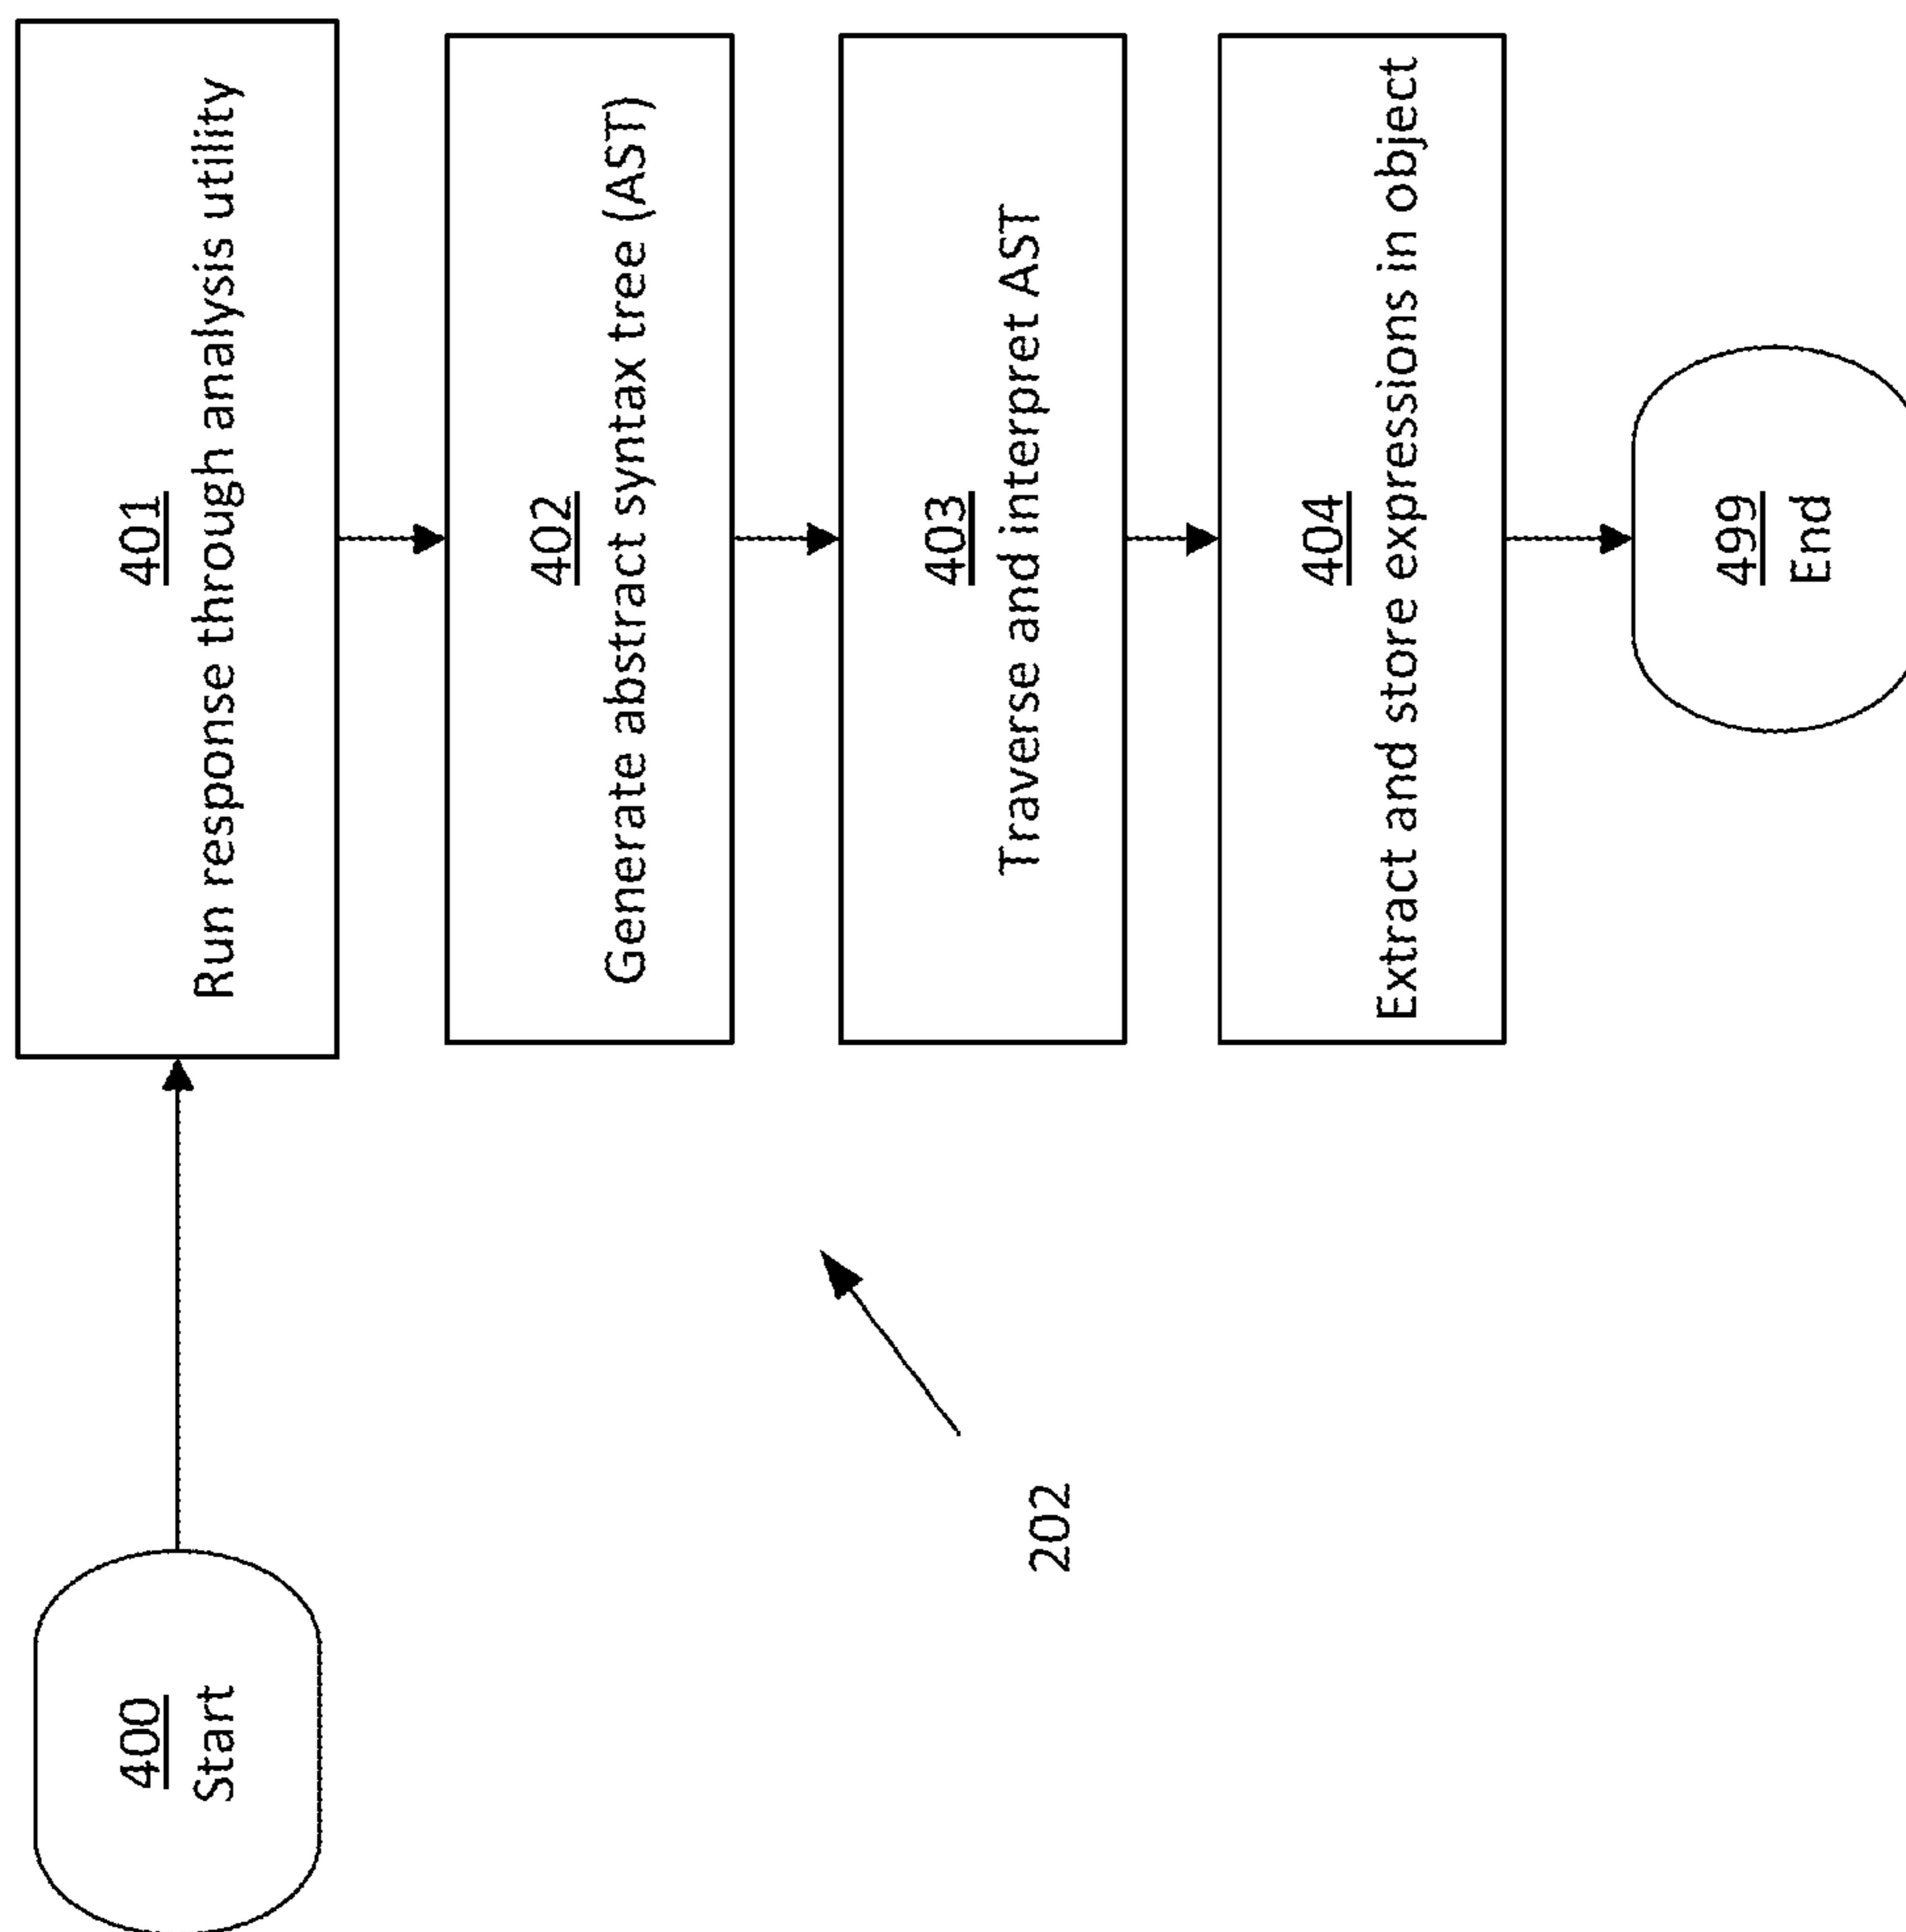 400
Start
401
Run response through analysis utility
402
Generate abstract syntax tree (AST)
403
Traverse and interpret AST
404
Extract and store expressions in object
499
End
202